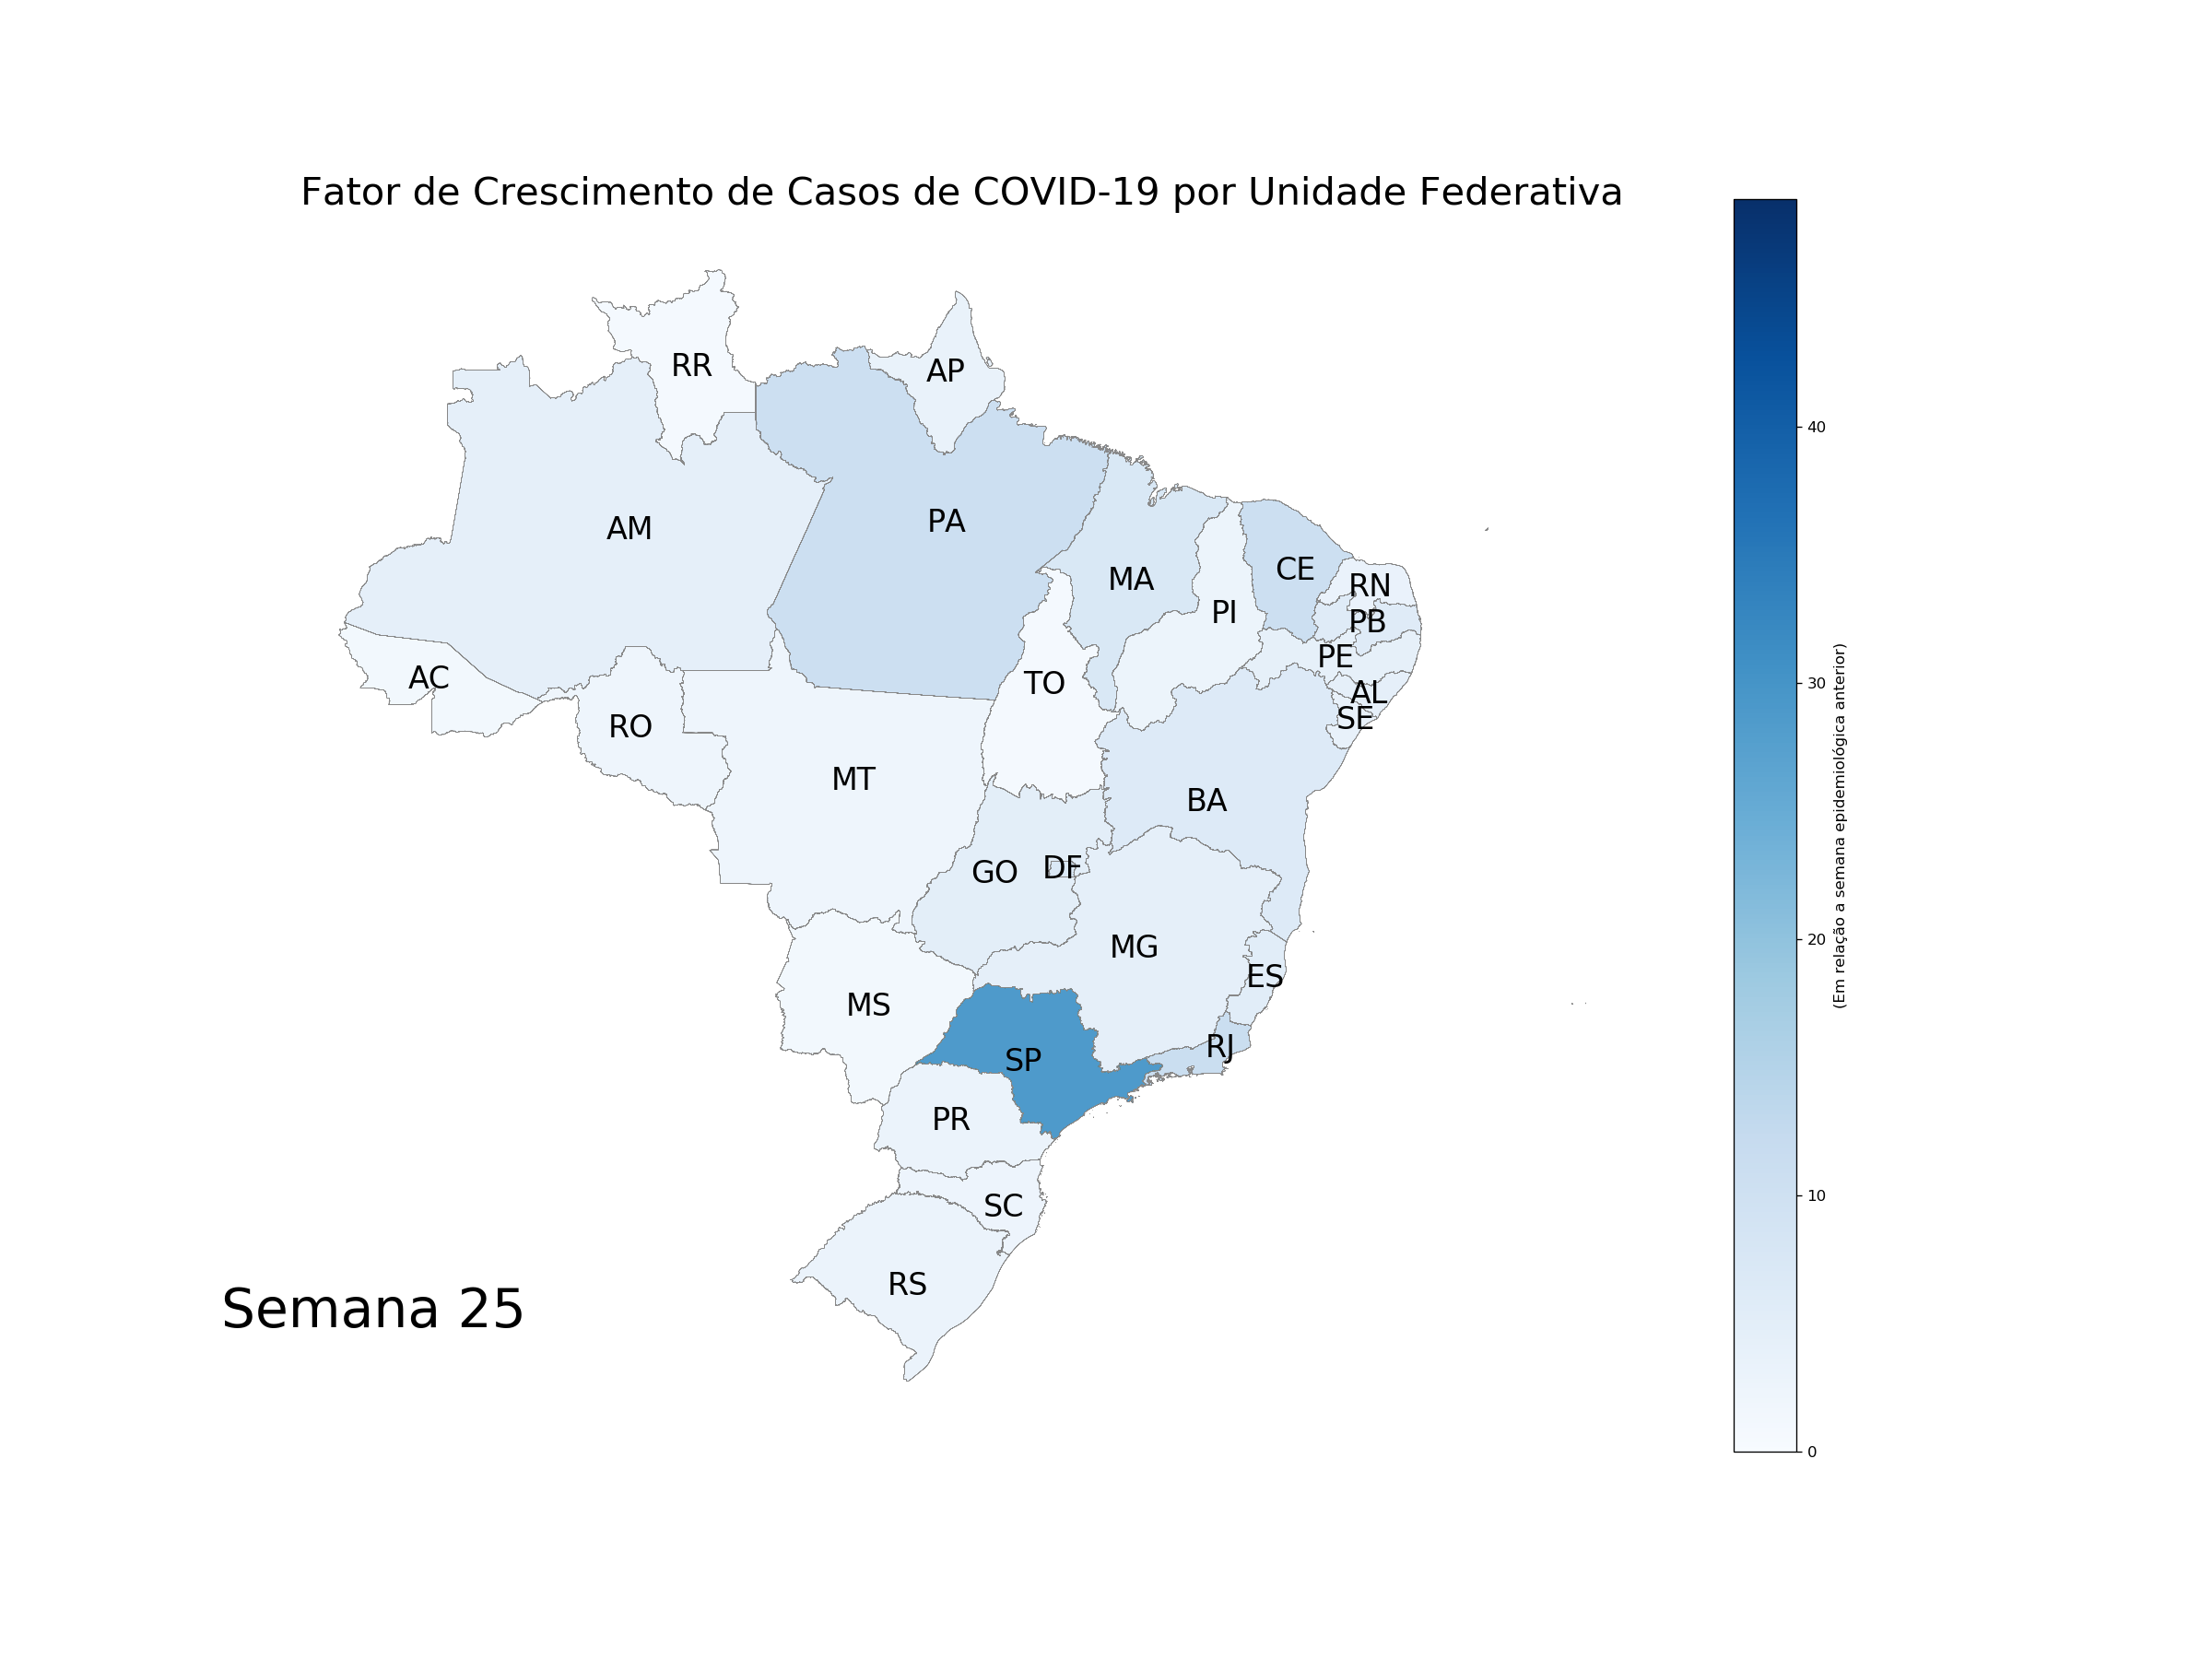 Fator de Crescimento de Casos de COVID-19 por Unidade Federativa
RR
AP
40
AM
PA
CE
MA
RN
PI
PB
PE
(Em relação a semana epidemiológica anterior)
AC
TO
30
AL
SE
RO
MT
BA
DF
GO
20
MG
ES
MS
RJ
SP
PR
10
SC
RS
Semana 25
0